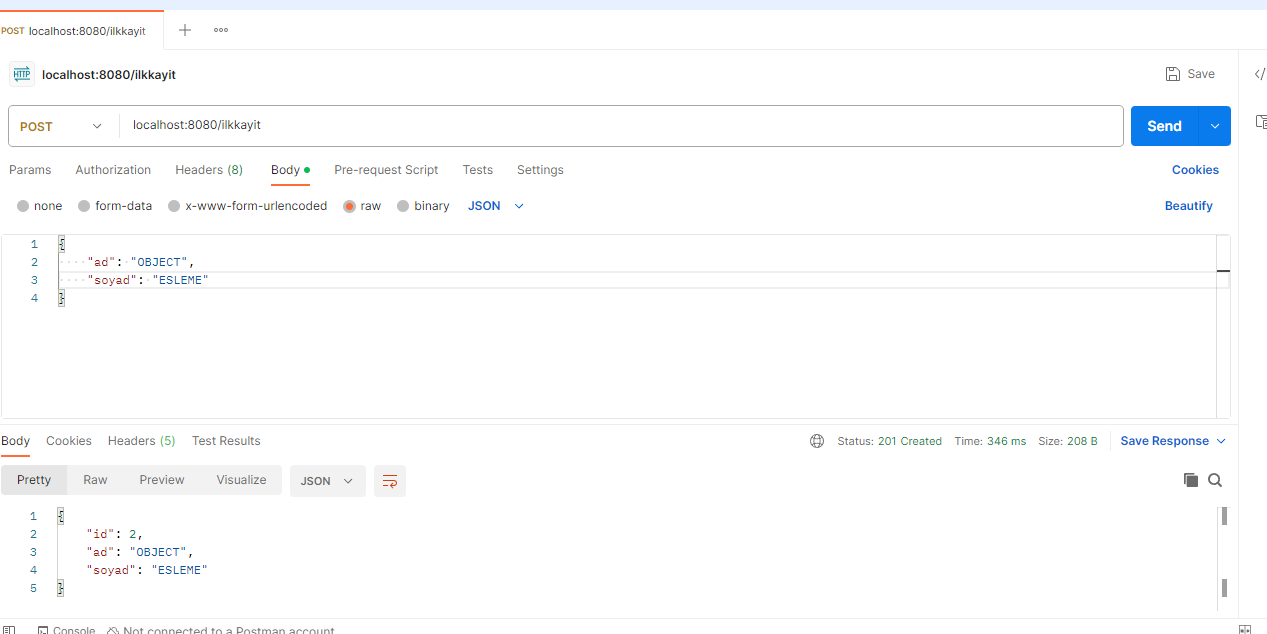 POST localhost:8080/ilkkayit
HTTP localhost:8080/ilkkayit Save </>
POST localhost:8080/ilkkayit Send
Params Authorization Headers (8) Body Pre-request Script Tests Settings Cookies
none form-data x-www-form-urlencoded raw binary JSON Beautify
1 {
2 ····"ad":·"OBJECT",
3 ····"soyad":·"ESLEME"
4 }
Body Cookies Headers (5) Test Results Status: 201 Created Time: 346 ms Size: 208 B Save Response
Pretty Raw Preview Visualize JSON
1 {
2 "id": 2,
3 "ad": "OBJECT",
4 "soyad": "ESLEME"
5 }
Console Not connected to a Postman account